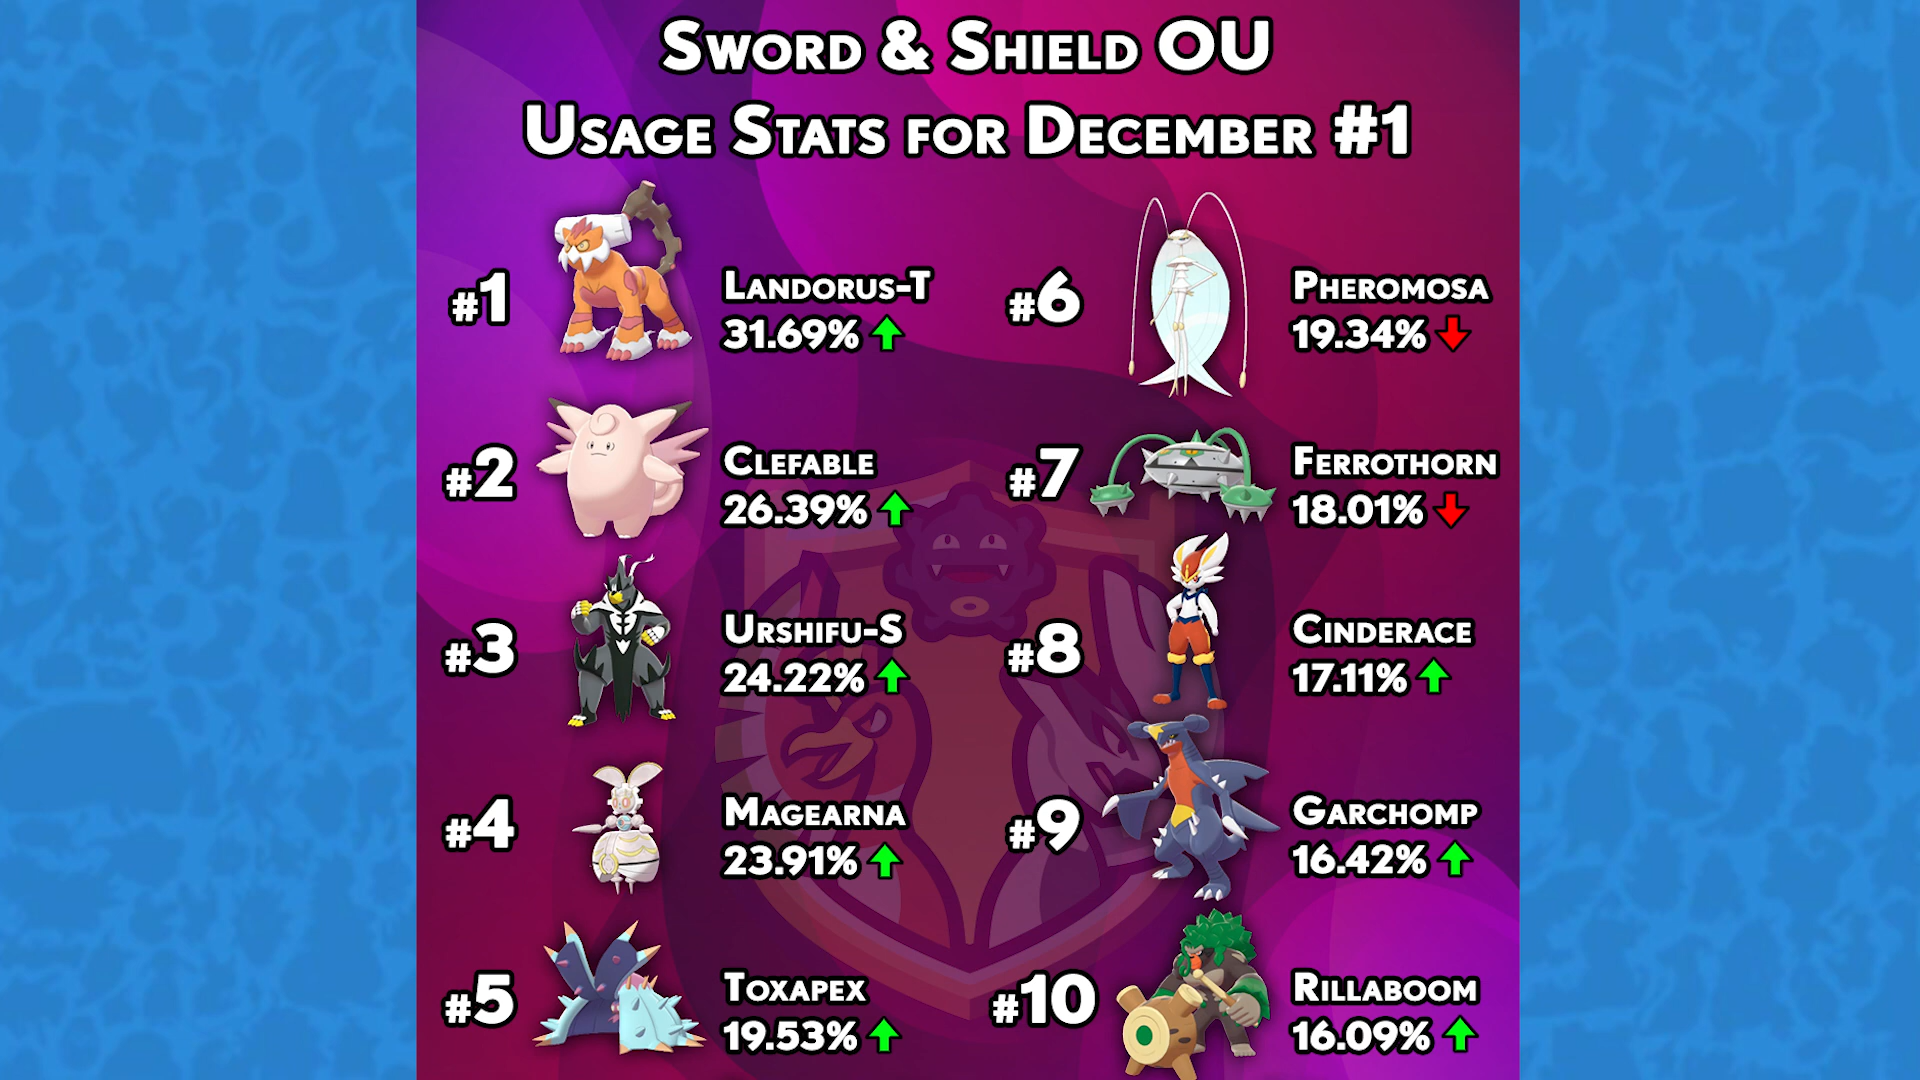 SWORD & SHIELD OU
USAGE STATS FOR DECEMBER #1
#1
LANDORUS-T
31.69%
#2
CLEFABLE
26.39%
#3
URSHIFU-S
24.22%
#4
MAGEARNA
23.91%
#5
TOXAPEX
19.53%
#6
PHEROMOSA
19.34%
#7
FERROTHORN
18.01%
#8
CINDERACE
17.11%
#9
GARCHOMP
16.42%
#10
RILLABOOM
16.09%